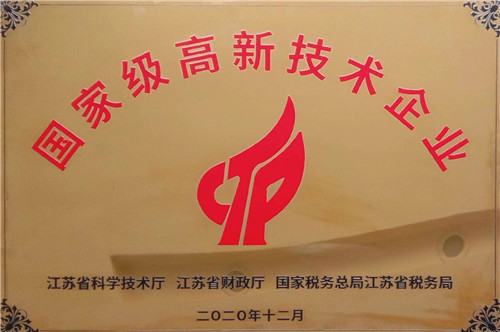 国家级高新技术企业
江苏省科学技术厅 江苏省财政厅 国家税务总局江苏省税务局
二〇二〇年十二月